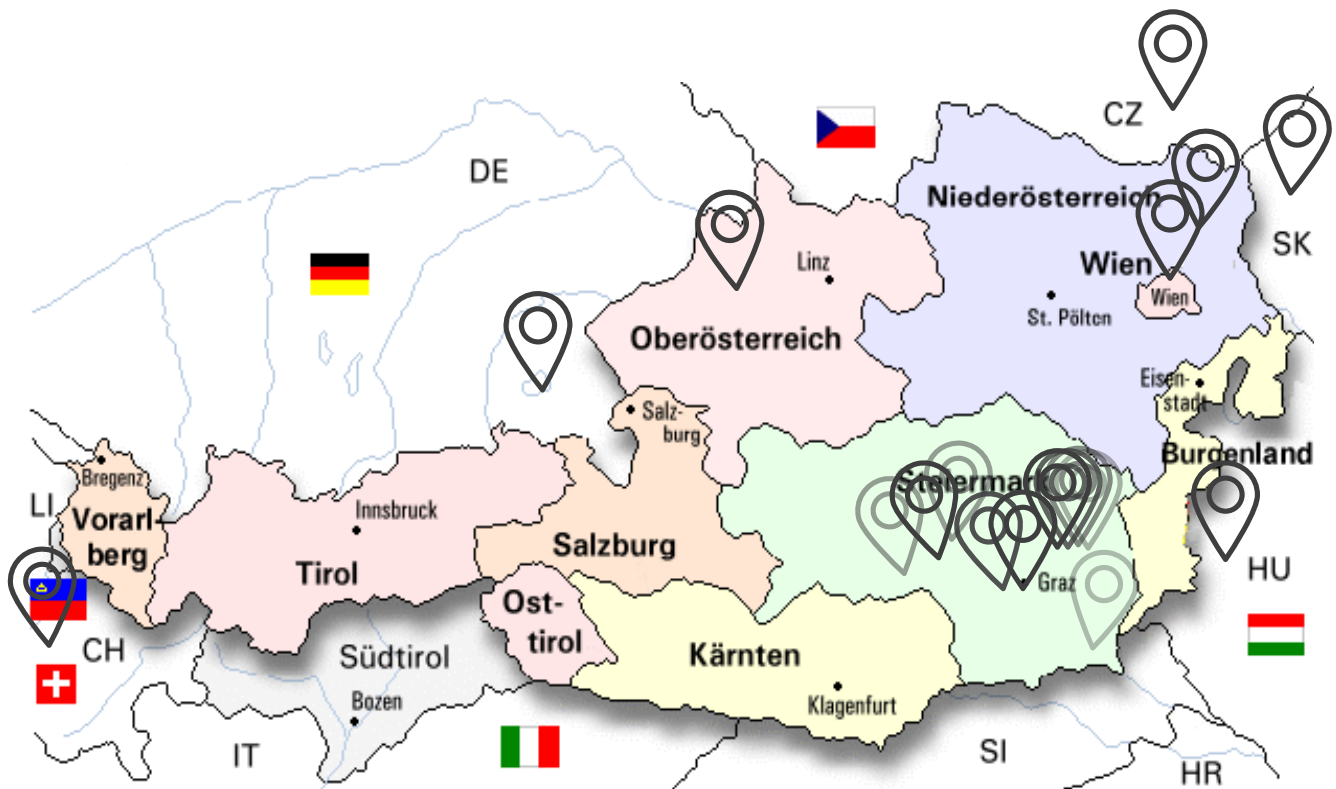 CZ
DE
Niederösterreich
SK
Wien
Linz
Wien
St. Pölten
Oberösterreich
Eisen-
stadt
Salz-
burg
Burgenland
Bregenz
Steiermark
LI
Innsbruck
Vorarl-
berg
Salzburg
HU
Tirol
Graz
Ost-
tirol
CH
Südtirol
Kärnten
Bozen
Klagenfurt
IT
SI
HR